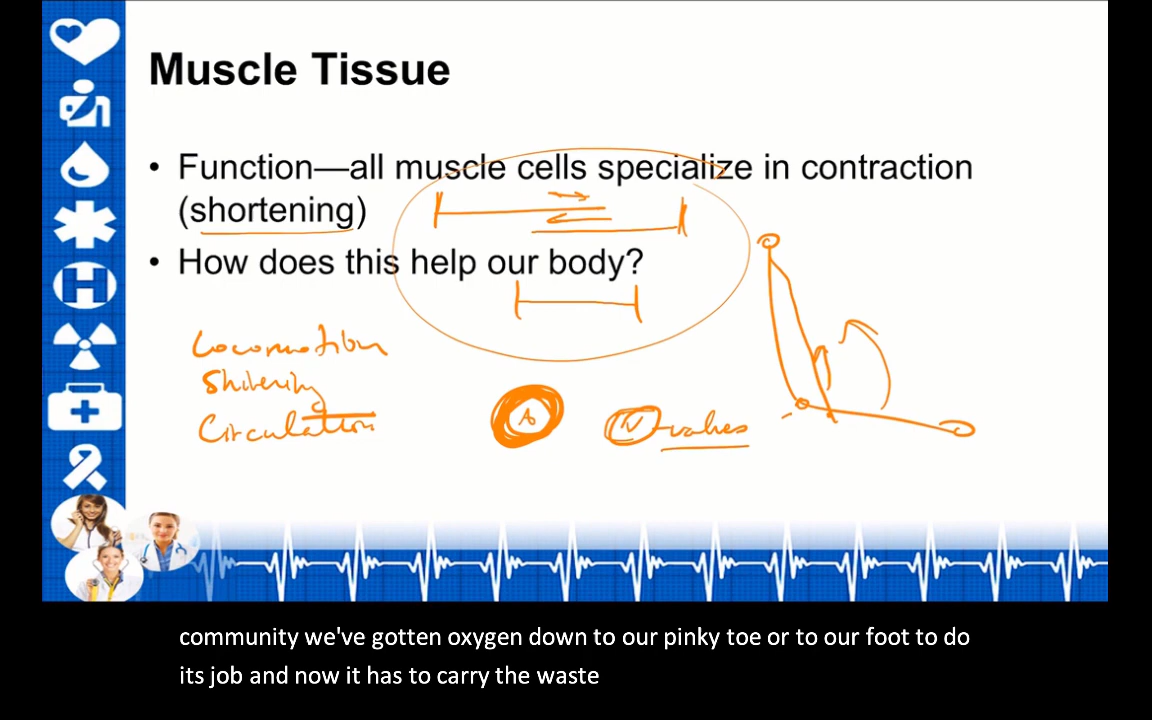 Muscle Tissue
• Function—all muscle cells specialize in contraction
(shortening)
• How does this help our body?
Locomotion
Shivering
Circulation
A
V valves
H
community we've gotten oxygen down to our pinky toe or to our foot to do
its job and now it has to carry the waste